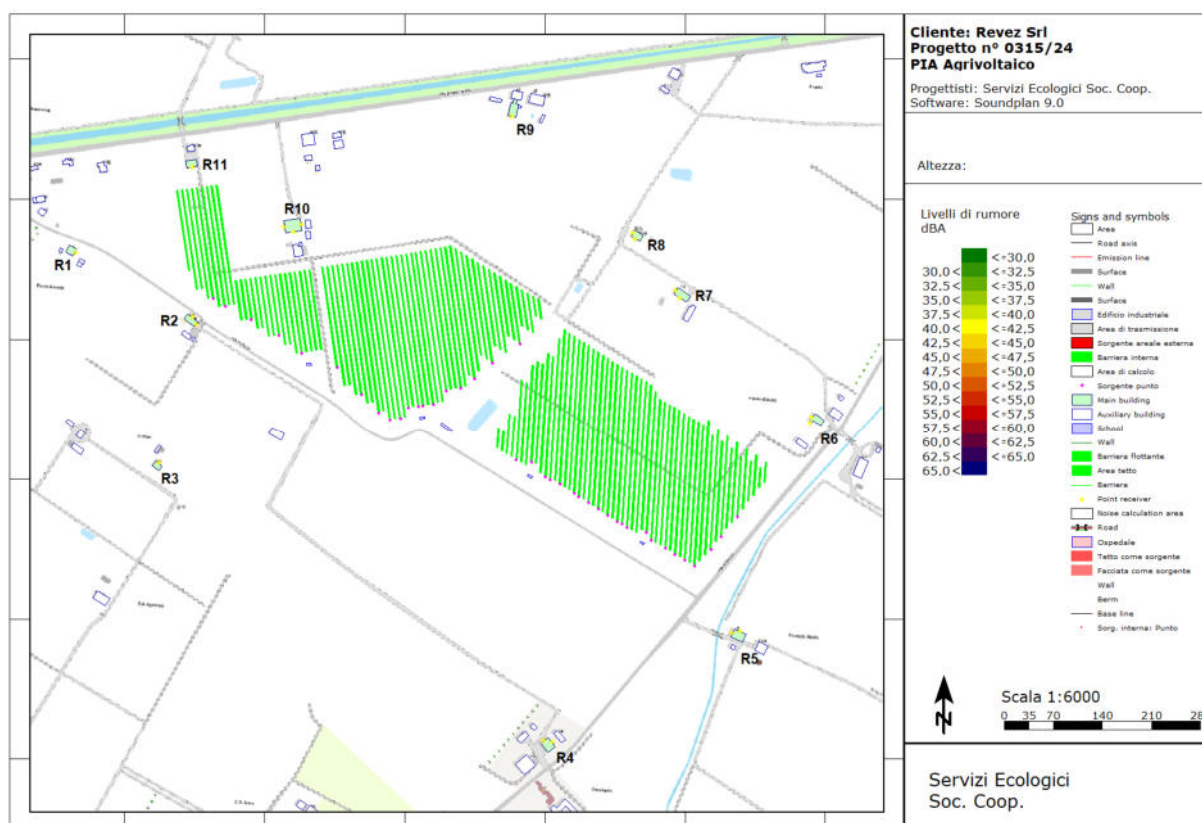 Cliente: Revez Srl
Progetto n° 0315/24
PIA Agrivoltaico
Progettisti: Servizi Ecologici Soc. Coop.
Software: Soundplan 9.0
Altezza:
Livelli di rumore
dBA
<=30,0
30,0 < <=32,5
32,5 < <=35,0
35,0 < <=37,5
37,5 < <=40,0
40,0 < <=42,5
42,5 < <=45,0
45,0 < <=47,5
47,5 < <=50,0
50,0 < <=52,5
52,5 < <=55,0
55,0 < <=57,5
57,5 < <=60,0
60,0 < <=62,5
62,5 < <=65,0
65,0 <
Signs and symbols
Area
Road axis
Emission line
Surface
Wall
Surface
Edificio industriale
Area di trasmissione
Sorgente areale esterna
Barriera interna
Area di calcolo
Sorgente punto
Main building
Auxiliary building
School
Wall
Barriera flottante
Area tetto
Barriera
Point receiver
Noise calculation area
Road
Ospedale
Tetto come sorgente
Facciata come sorgente
Wall
Berm
Base line
Sorg. interna: Punto
Scala 1:6000
0 35 70 140 210 28
N
Servizi Ecologici
Soc. Coop.
R9
R11
R10
R8
R1
R7
R2
R6
R3
R5
R4